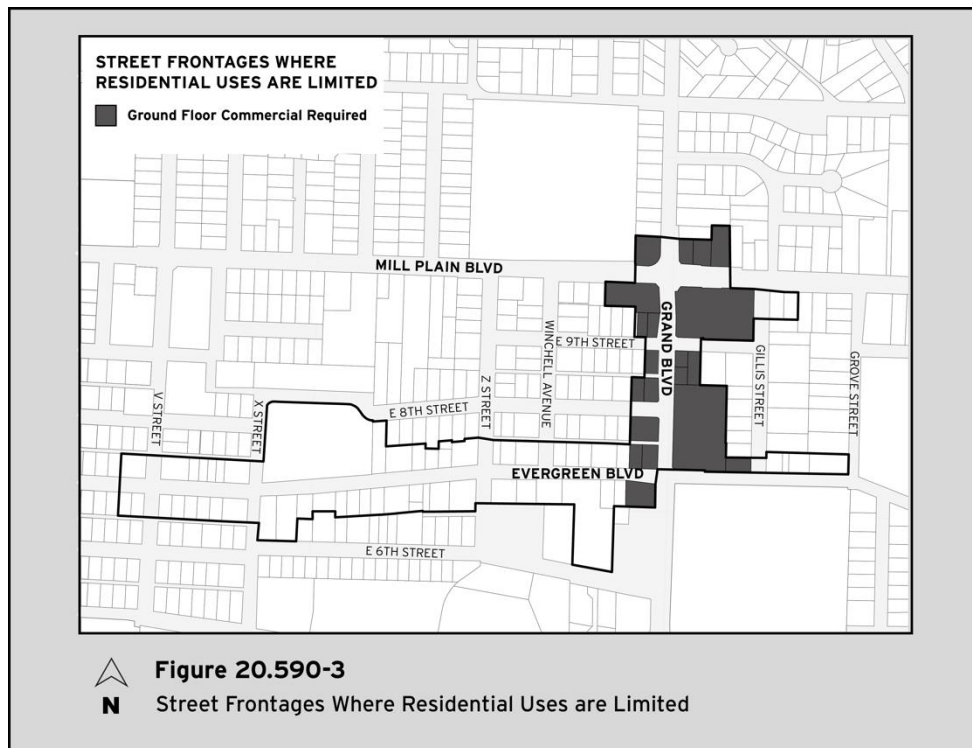 STREET FRONTAGES WHERE
RESIDENTIAL USES ARE LIMITED
Ground Floor Commercial Required
MILL PLAIN BLVD
GRAND BLVD
WINCHELL AVENUE
E 9TH STREET
GILLIS STREET
GROVE STREET
Z STREET
V STREET
X STREET
E 8TH STREET
EVERGREEN BLVD
E 6TH STREET
Figure 20.590-3
N
Street Frontages Where Residential Uses are Limited